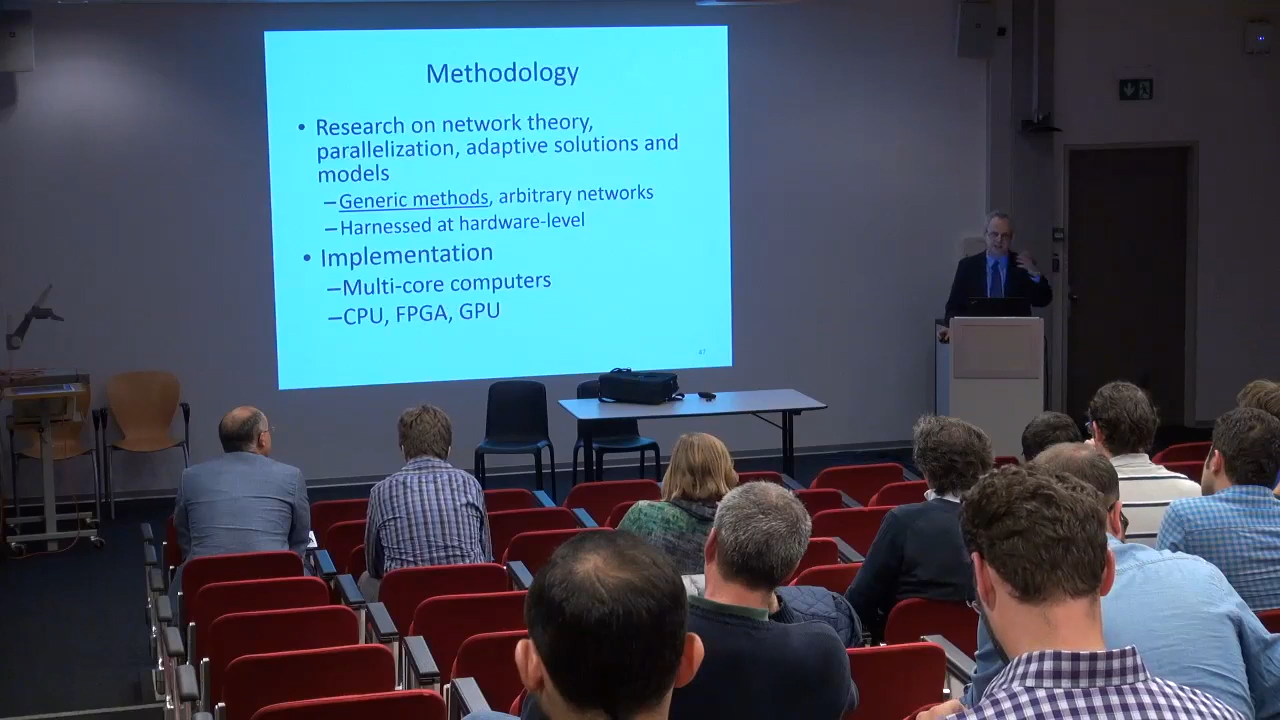 Methodology
• Research on network theory,
parallelization, adaptive solutions and
models
–Generic methods, arbitrary networks
–Harnessed at hardware-level
• Implementation
–Multi-core computers
–CPU, FPGA, GPU
47